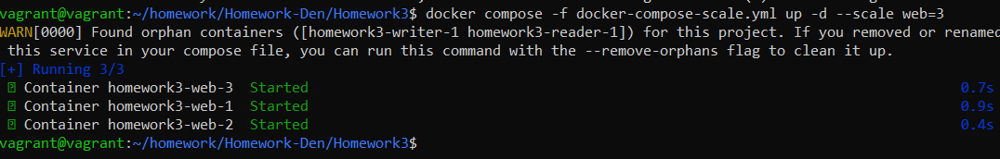 vagrant@vagrant:~/homework/Homework-Den/Homework3$ docker compose -f docker-compose-scale.yml up -d --scale web=3
WARN[0000] Found orphan containers ([homework3-writer-1 homework3-reader-1]) for this project. If you removed or renamed
this service in your compose file, you can run this command with the --remove-orphans flag to clean it up.
[+] Running 3/3
Container homework3-web-3 Started 0.7s
Container homework3-web-1 Started 0.9s
Container homework3-web-2 Started 0.4s
vagrant@vagrant:~/homework/Homework-Den/Homework3$